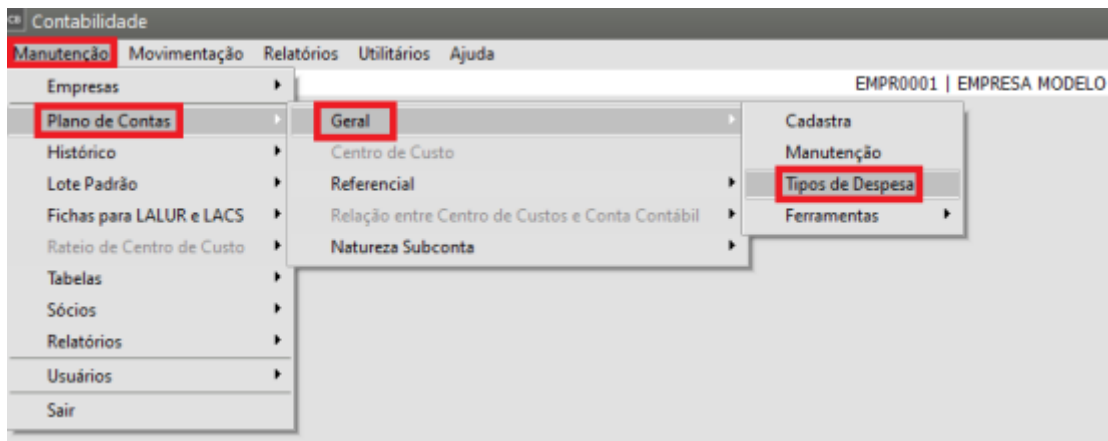 Contabilidade
Manutenção Movimentação Relatórios Utilitários Ajuda
EMPR0001 | EMPRESA MODELO
Empresas
Plano de Contas
Histórico
Lote Padrão
Fichas para LALUR e LACS
Rateio de Centro de Custo
Tabelas
Sócios
Relatórios
Usuários
Sair
Geral
Centro de Custo
Referencial
Relação entre Centro de Custos e Conta Contábil
Natureza Subconta
Cadastra
Manutenção
Tipos de Despesa
Ferramentas